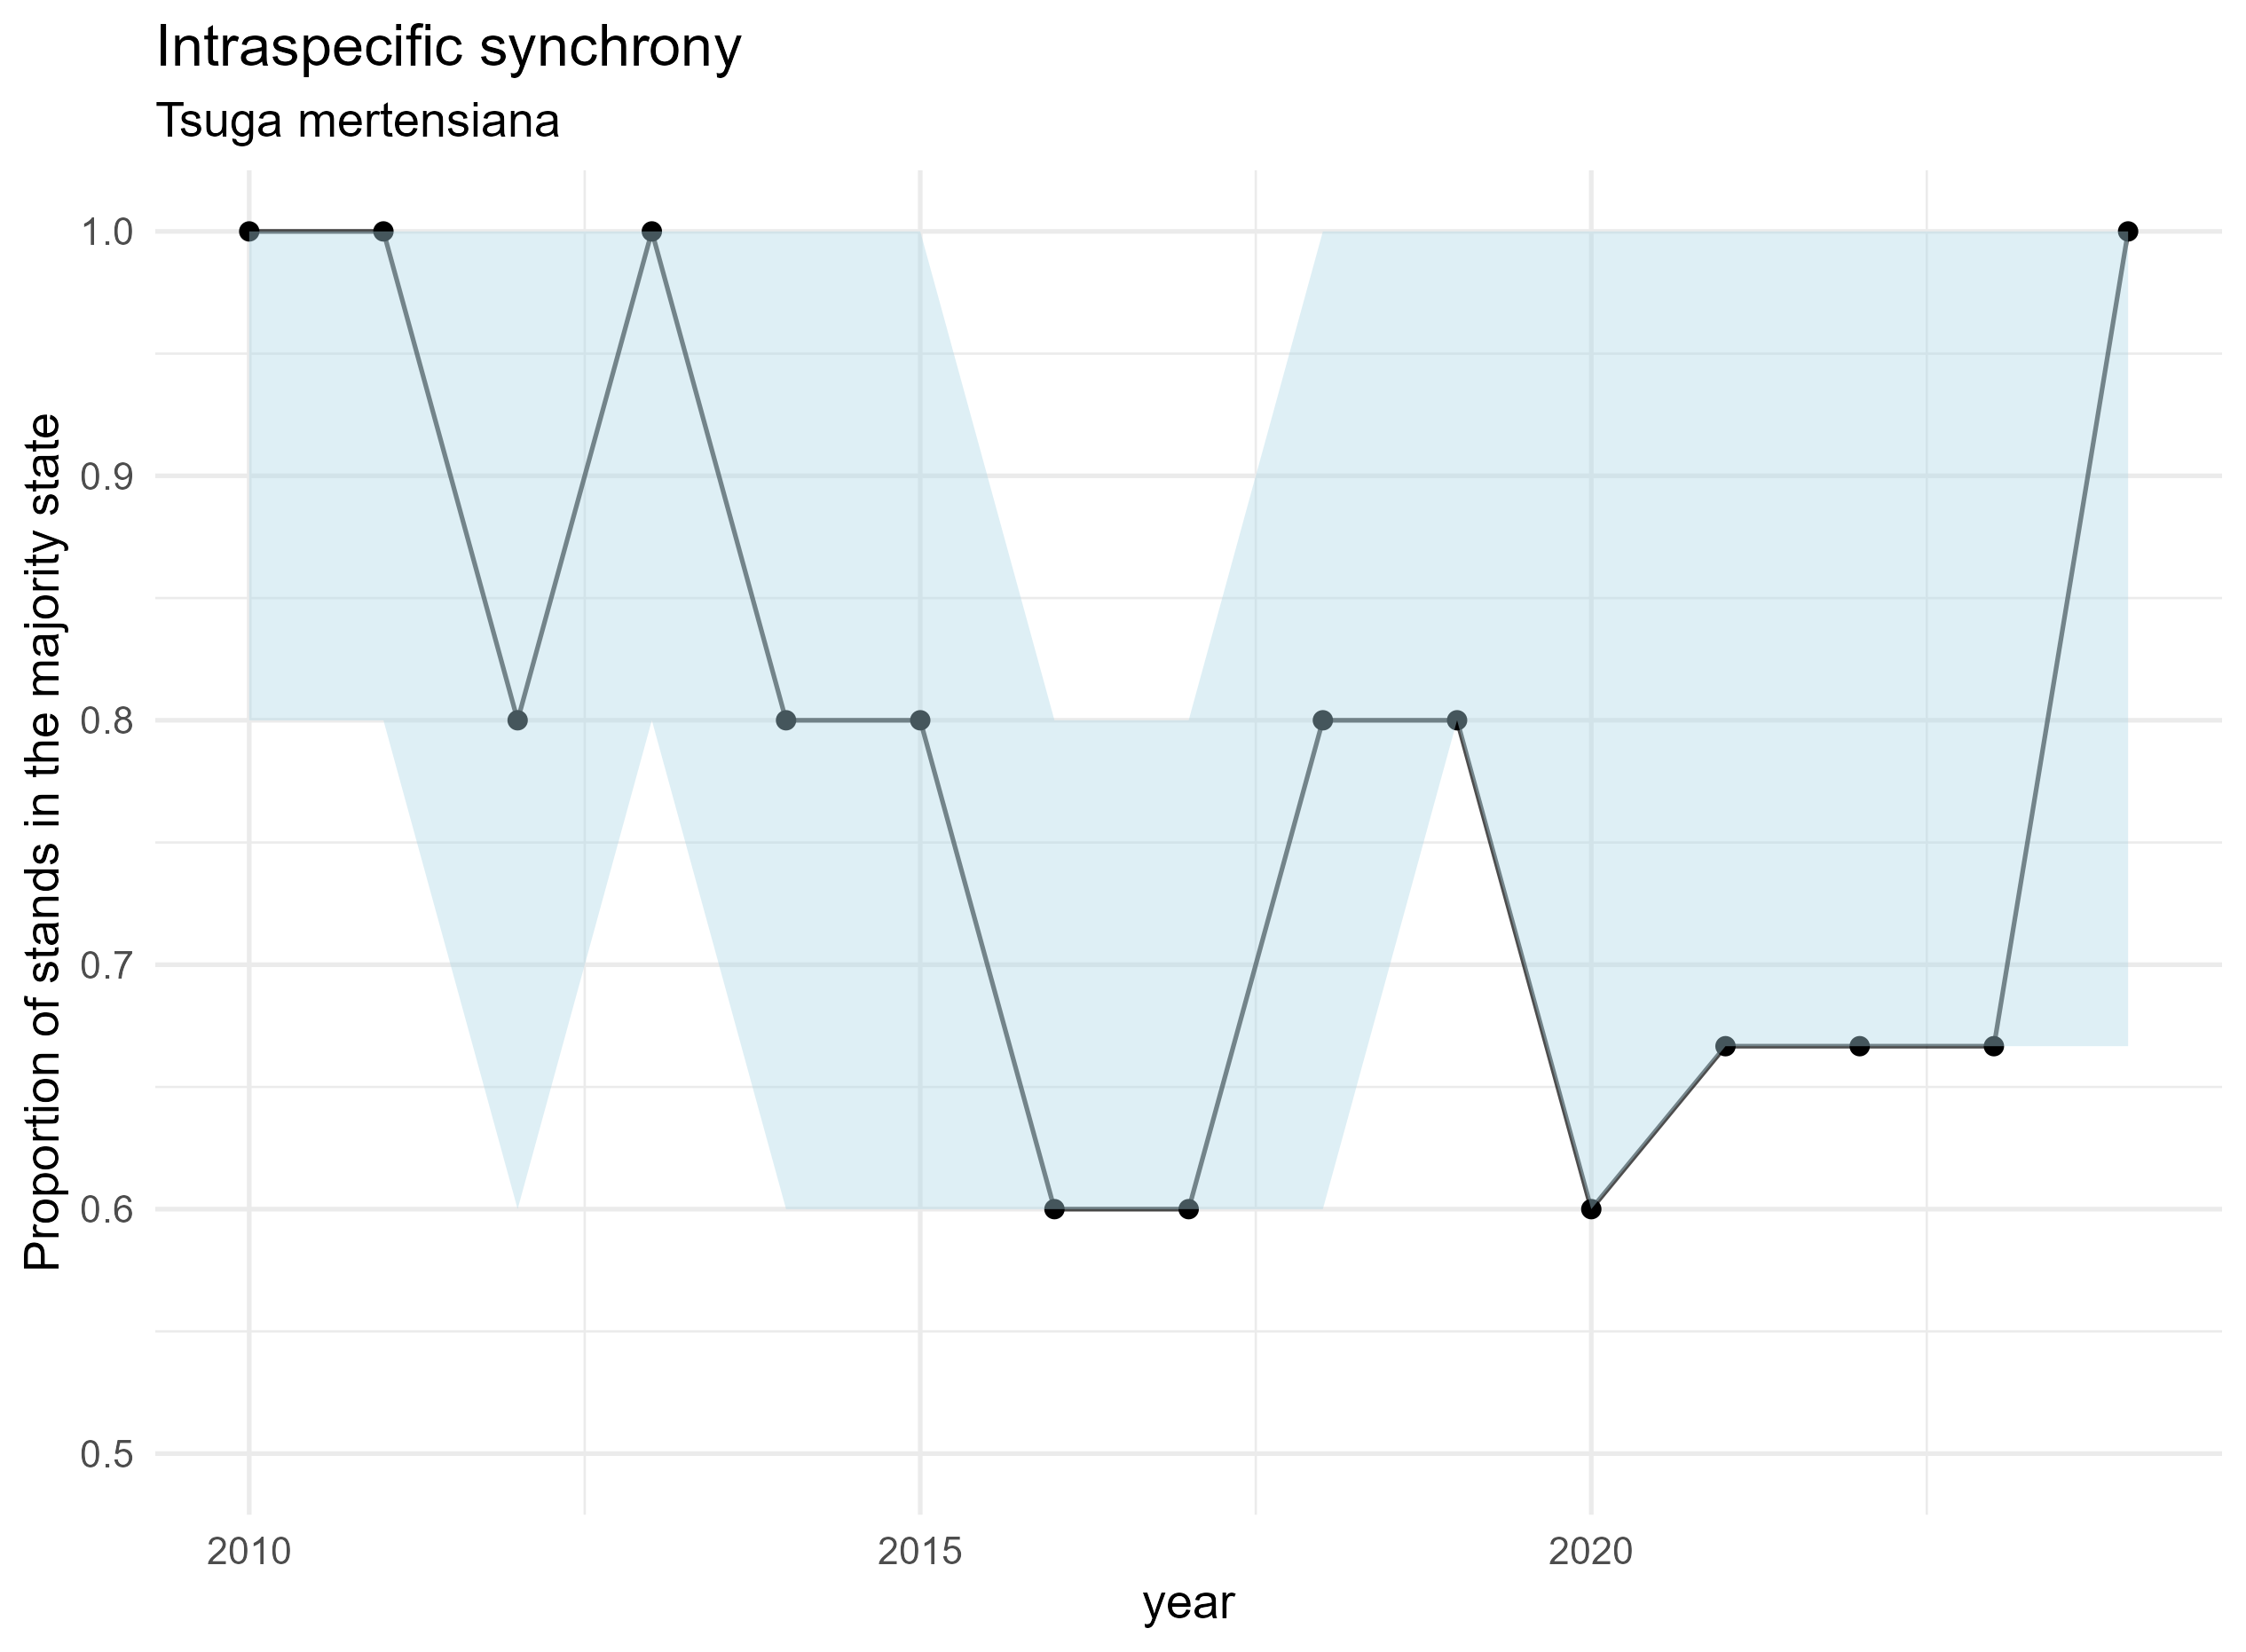 Intraspecific synchrony
Tsuga mertensiana
Proportion of stands in the majority state
1.0
0.9
0.8
0.7
0.6
0.5
2010
2015
2020
year